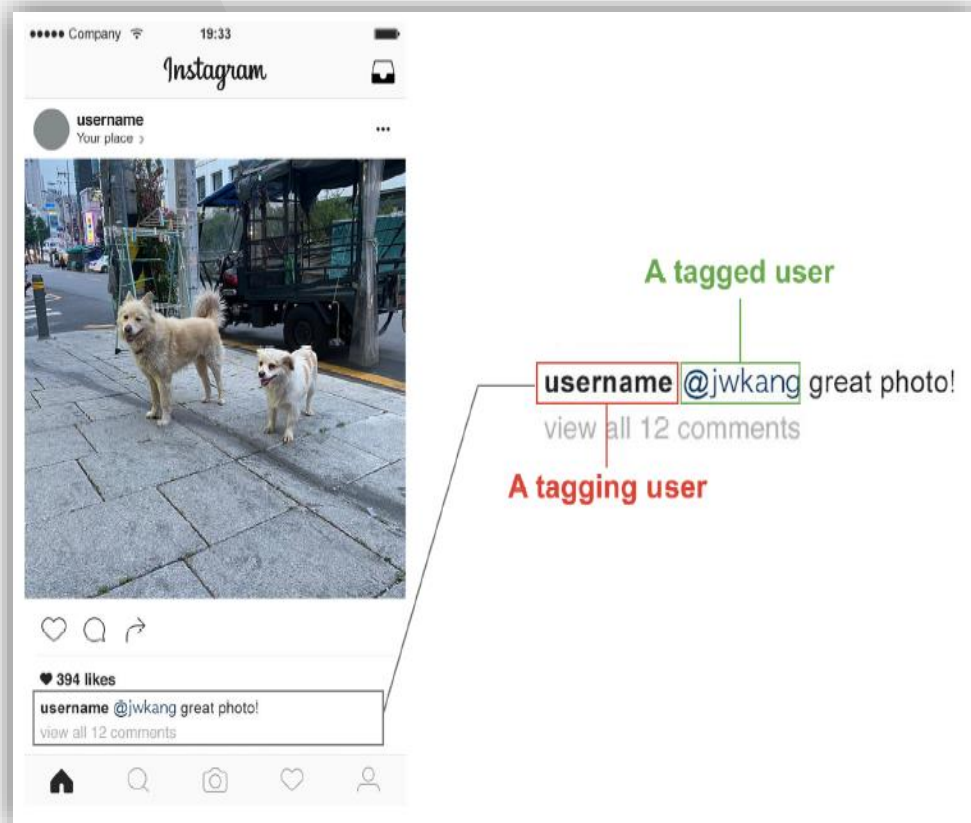 Company 19:33
Instagram
username
Your place >
394 likes
username @jwkang great photo!
view all 12 comments
A tagged user
username @jwkang great photo!
view all 12 comments
A tagging user